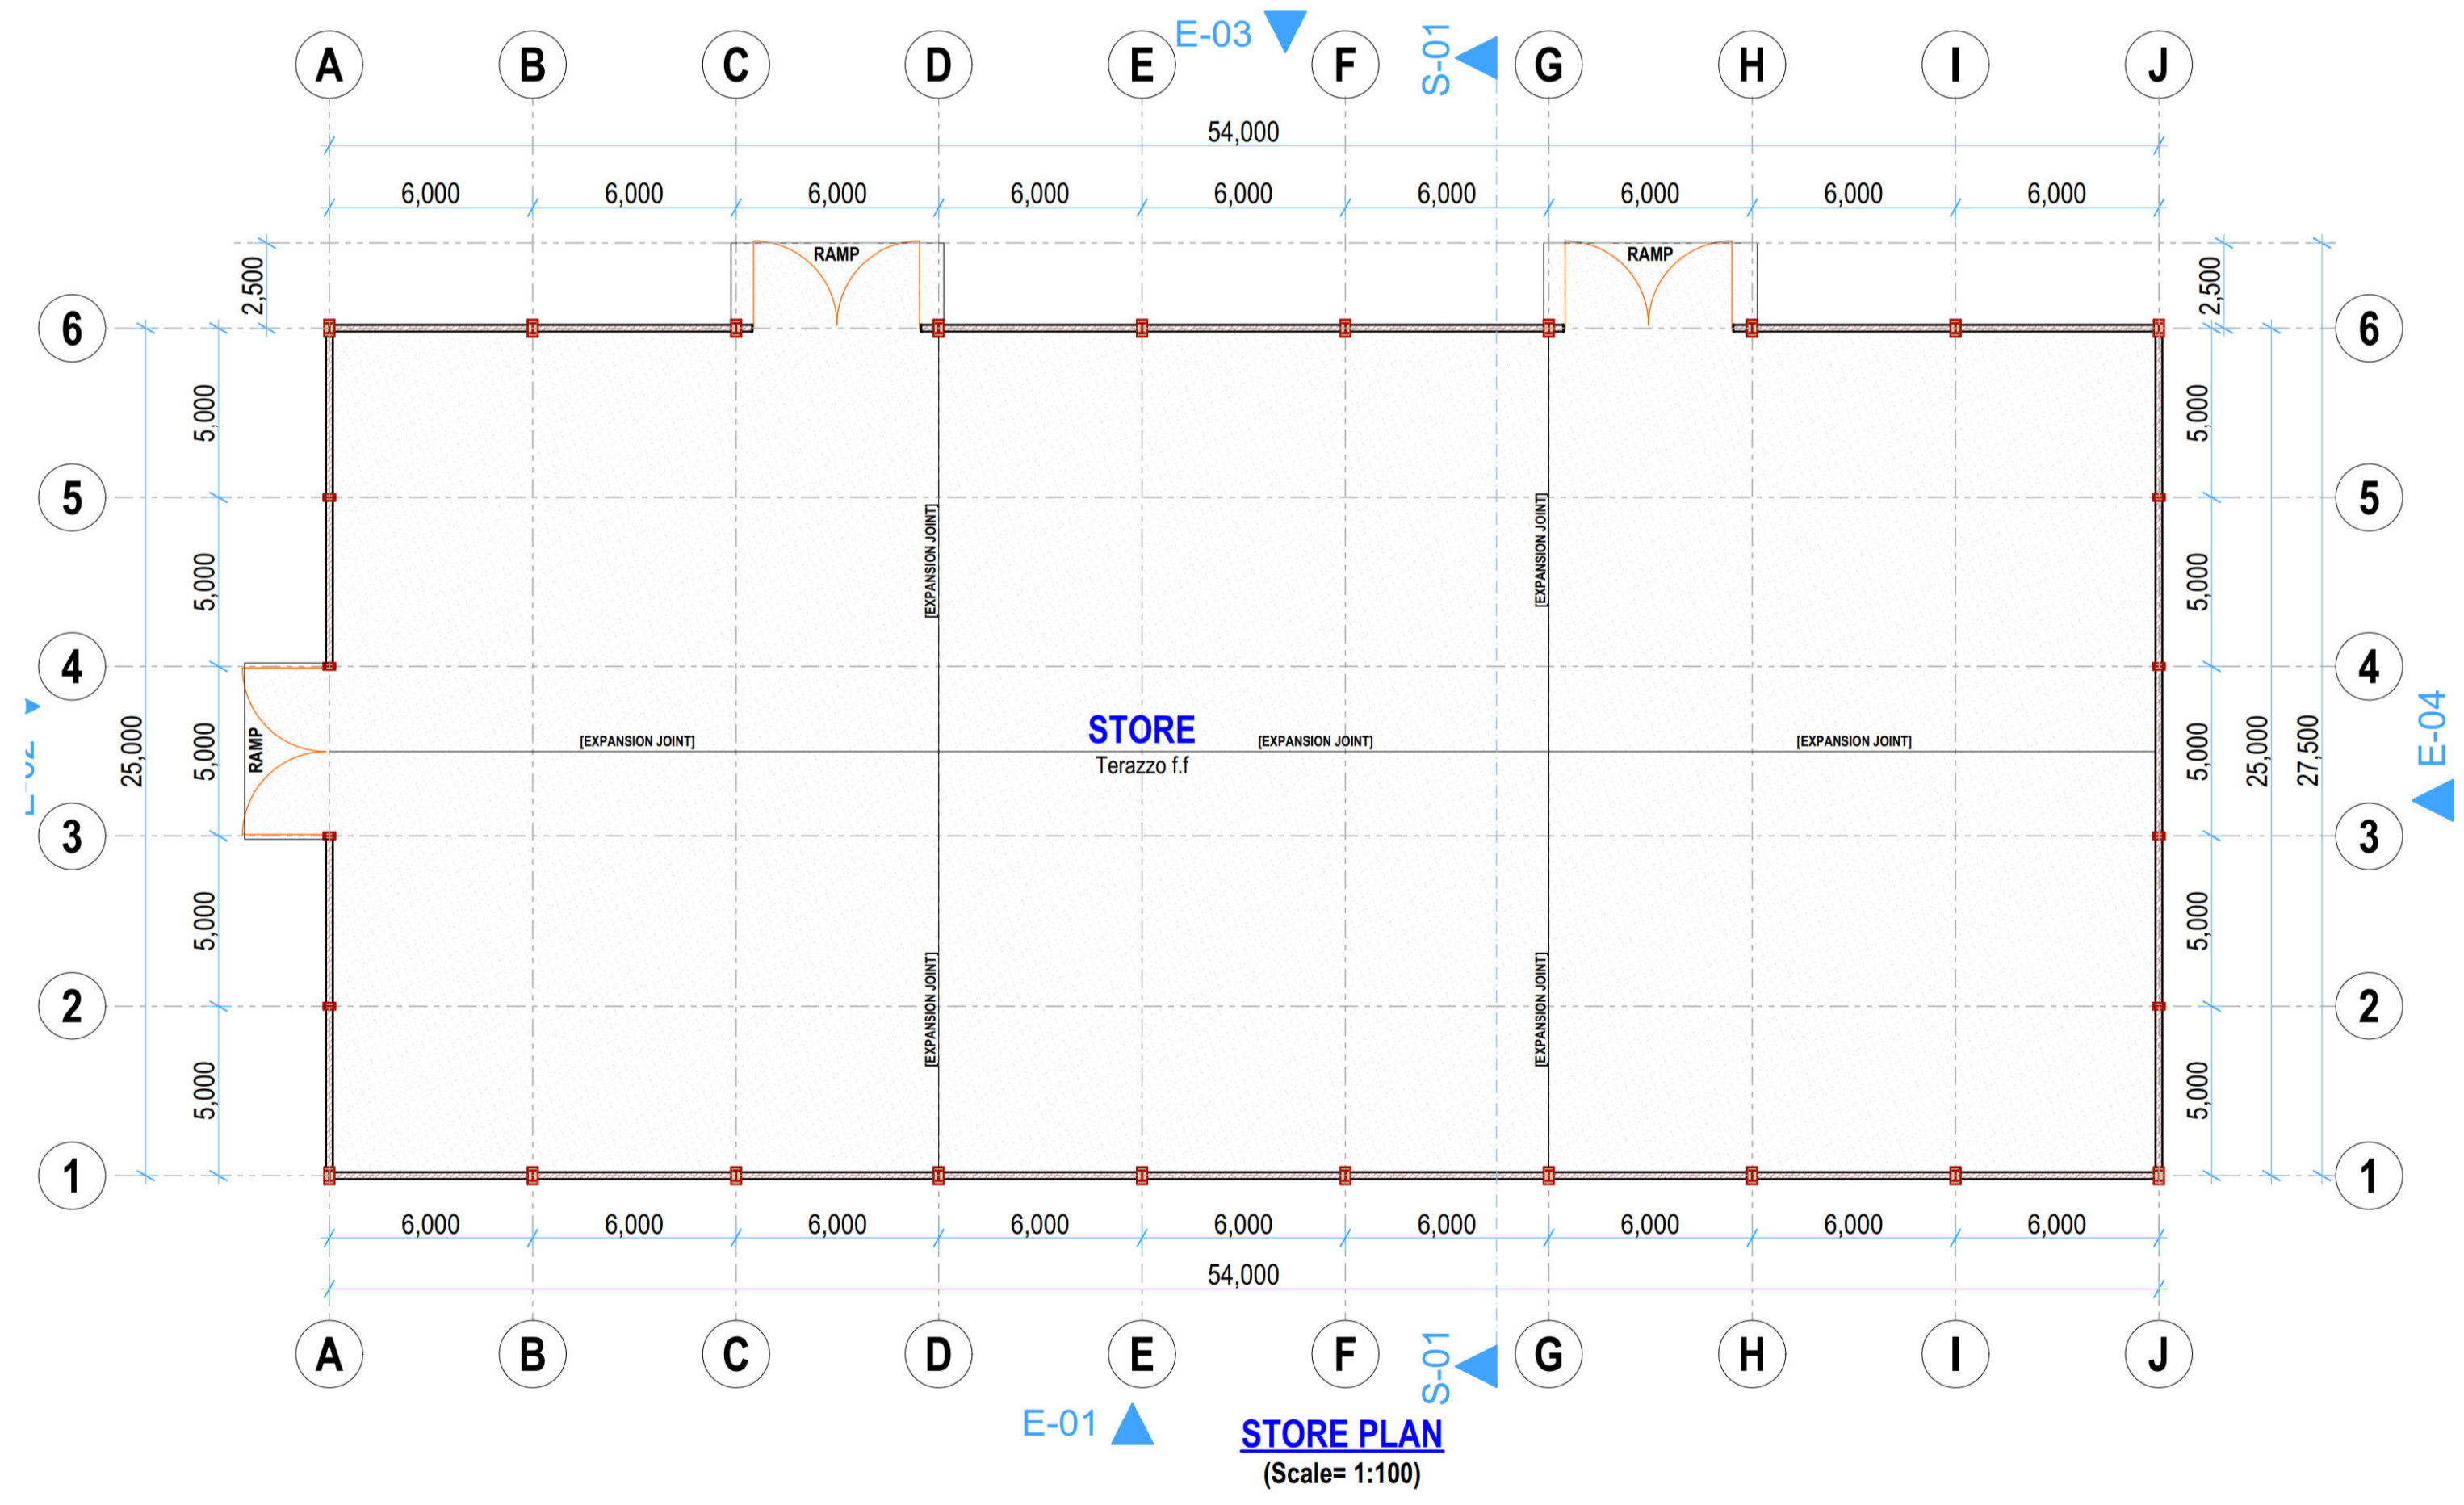 E-03
S-01
A B C D E F G H I J
54,000
6,000 6,000 6,000 6,000 6,000 6,000 6,000 6,000 6,000
RAMP RAMP
2,500 2,500
6 6
5,000 5,000
5 5
[EXPANSION JOINT] [EXPANSION JOINT]
5,000 5,000
4 4
E-04
25,000 5,000 RAMP 5,000 25,000 27,500
[EXPANSION JOINT] STORE [EXPANSION JOINT] [EXPANSION JOINT]
Terazzo f.f
3 3
5,000 5,000
2 2
[EXPANSION JOINT] [EXPANSION JOINT]
5,000 5,000
1 1
6,000 6,000 6,000 6,000 6,000 6,000 6,000 6,000 6,000
54,000
A B C D E F G H I J
S-01
E-01
STORE PLAN
(Scale= 1:100)